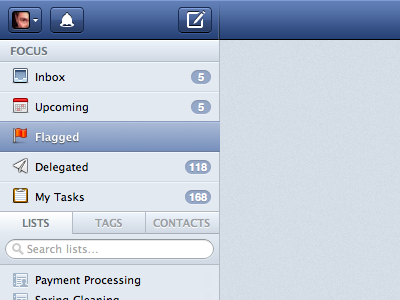 FOCUS
Inbox 5
Upcoming 5
Flagged
Delegated 118
My Tasks 168
LISTS TAGS CONTACTS
Search lists...
Payment Processing
Spring Cleaning